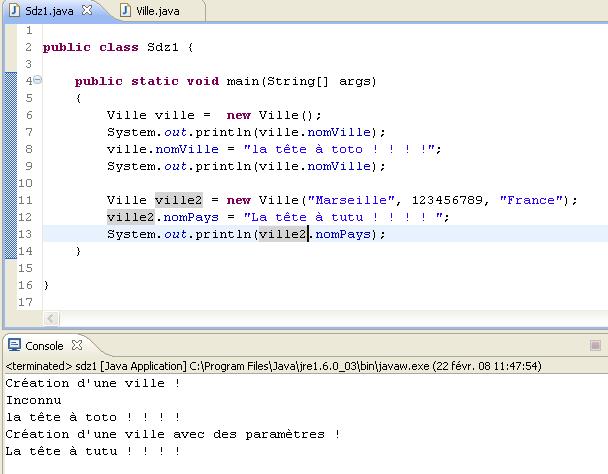 Sdz1.java Ville.java
1
2 public class Sdz1 {
3
4 public static void main(String[] args)
5 {
6 Ville ville = new Ville();
7 System.out.println(ville.nomVille);
8 ville.nomVille = "la tête à toto ! ! ! !";
9 System.out.println(ville.nomVille);
10
11 Ville ville2 = new Ville("Marseille", 123456789, "France");
12 ville2.nomPays = "La tête à tutu ! ! ! ! ";
13 System.out.println(ville2.nomPays);
14 }
15
16 }
17
Console
<terminated> sdz1 [Java Application] C:\Program Files\Java\jre1.6.0_03\bin\javaw.exe (22 févr. 08 11:47:54)
Création d'une ville !
Inconnu
la tête à toto ! ! ! !
Création d'une ville avec des paramètres !
La tête à tutu ! ! ! !